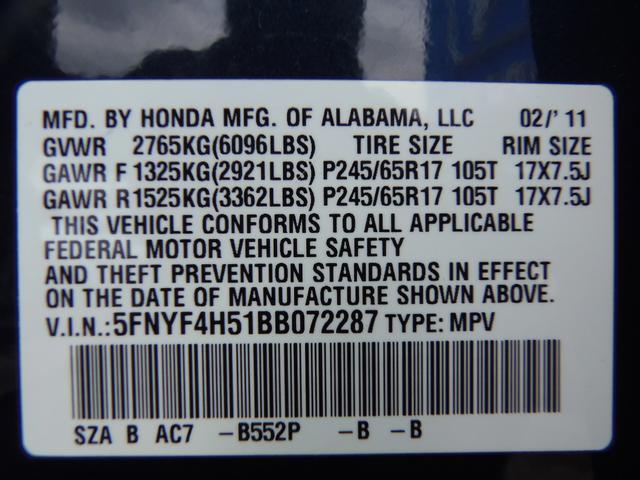 MFD. BY HONDA MFG. OF ALABAMA, LLC 02/'11
GVWR 2765KG(6096LBS) TIRE SIZE RIM SIZE
GAWR F 1325KG(2921LBS) P245/65R17 105T 17X7.5J
GAWR R 1525KG(3362LBS) P245/65R17 105T 17X7.5J
THIS VEHICLE CONFORMS TO ALL APPLICABLE
FEDERAL MOTOR VEHICLE SAFETY
AND THEFT PREVENTION STANDARDS IN EFFECT
ON THE DATE OF MANUFACTURE SHOWN ABOVE.
V.I.N.:5FNYF4H51BB072287 TYPE: MPV
SZA B AC7 -B552P -B -B